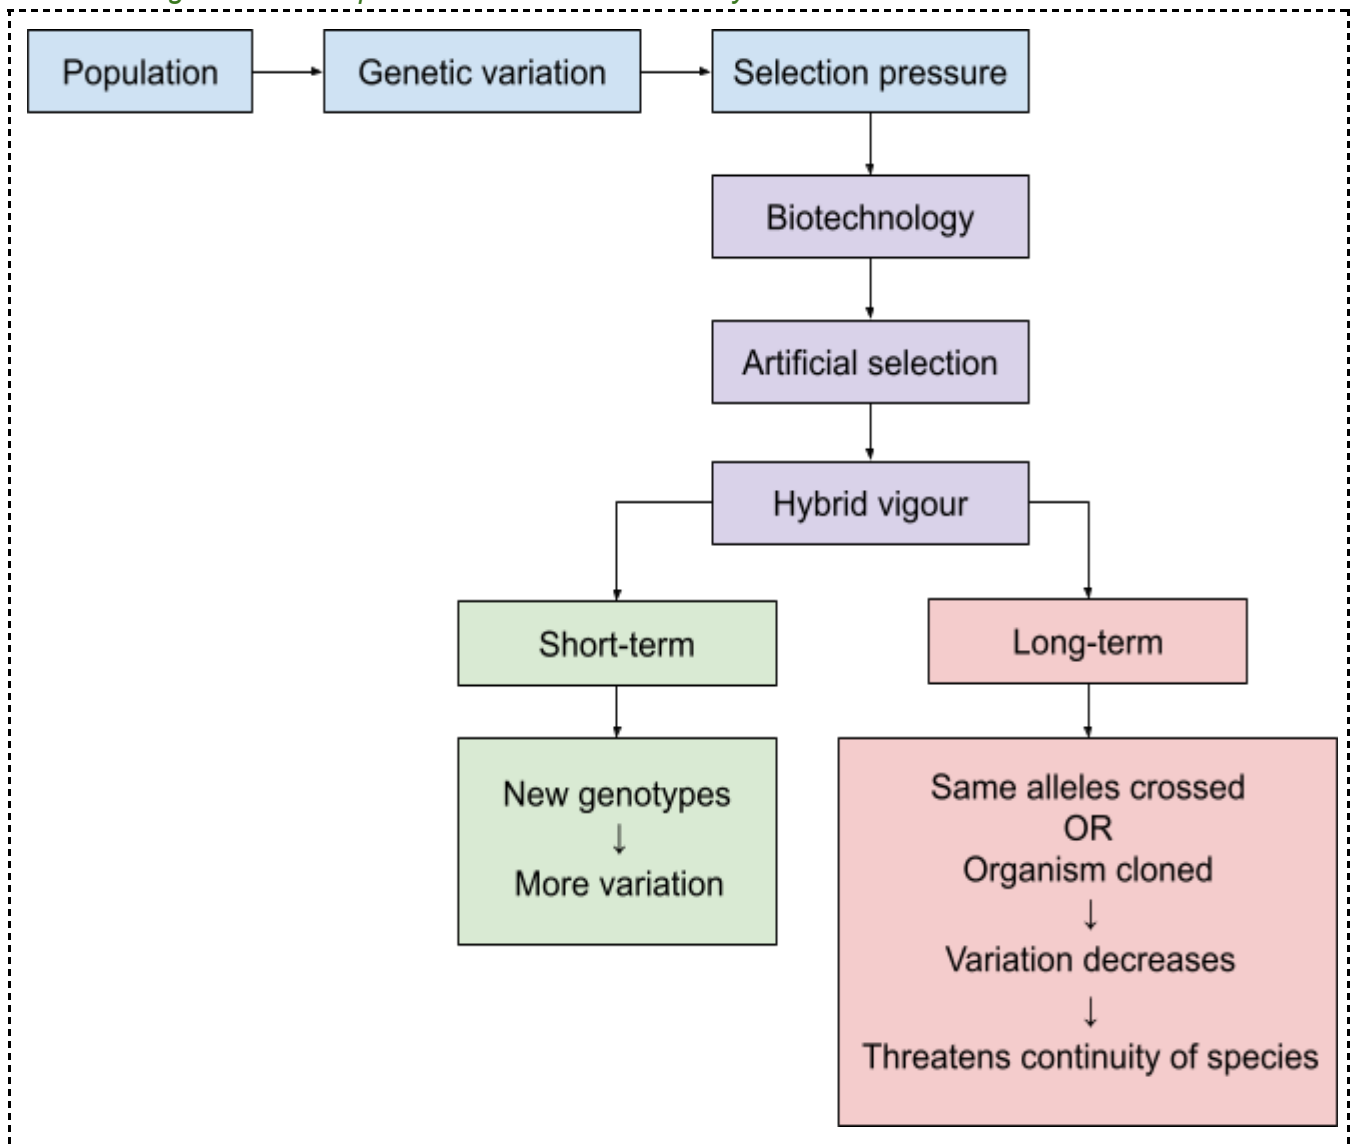 Population
Genetic variation
Selection pressure
Biotechnology
Artificial selection
Hybrid vigour
Short-term
Long-term
New genotypes
↓
More variation
Same alleles crossed
OR
Organism cloned
↓
Variation decreases
↓
Threatens continuity of species